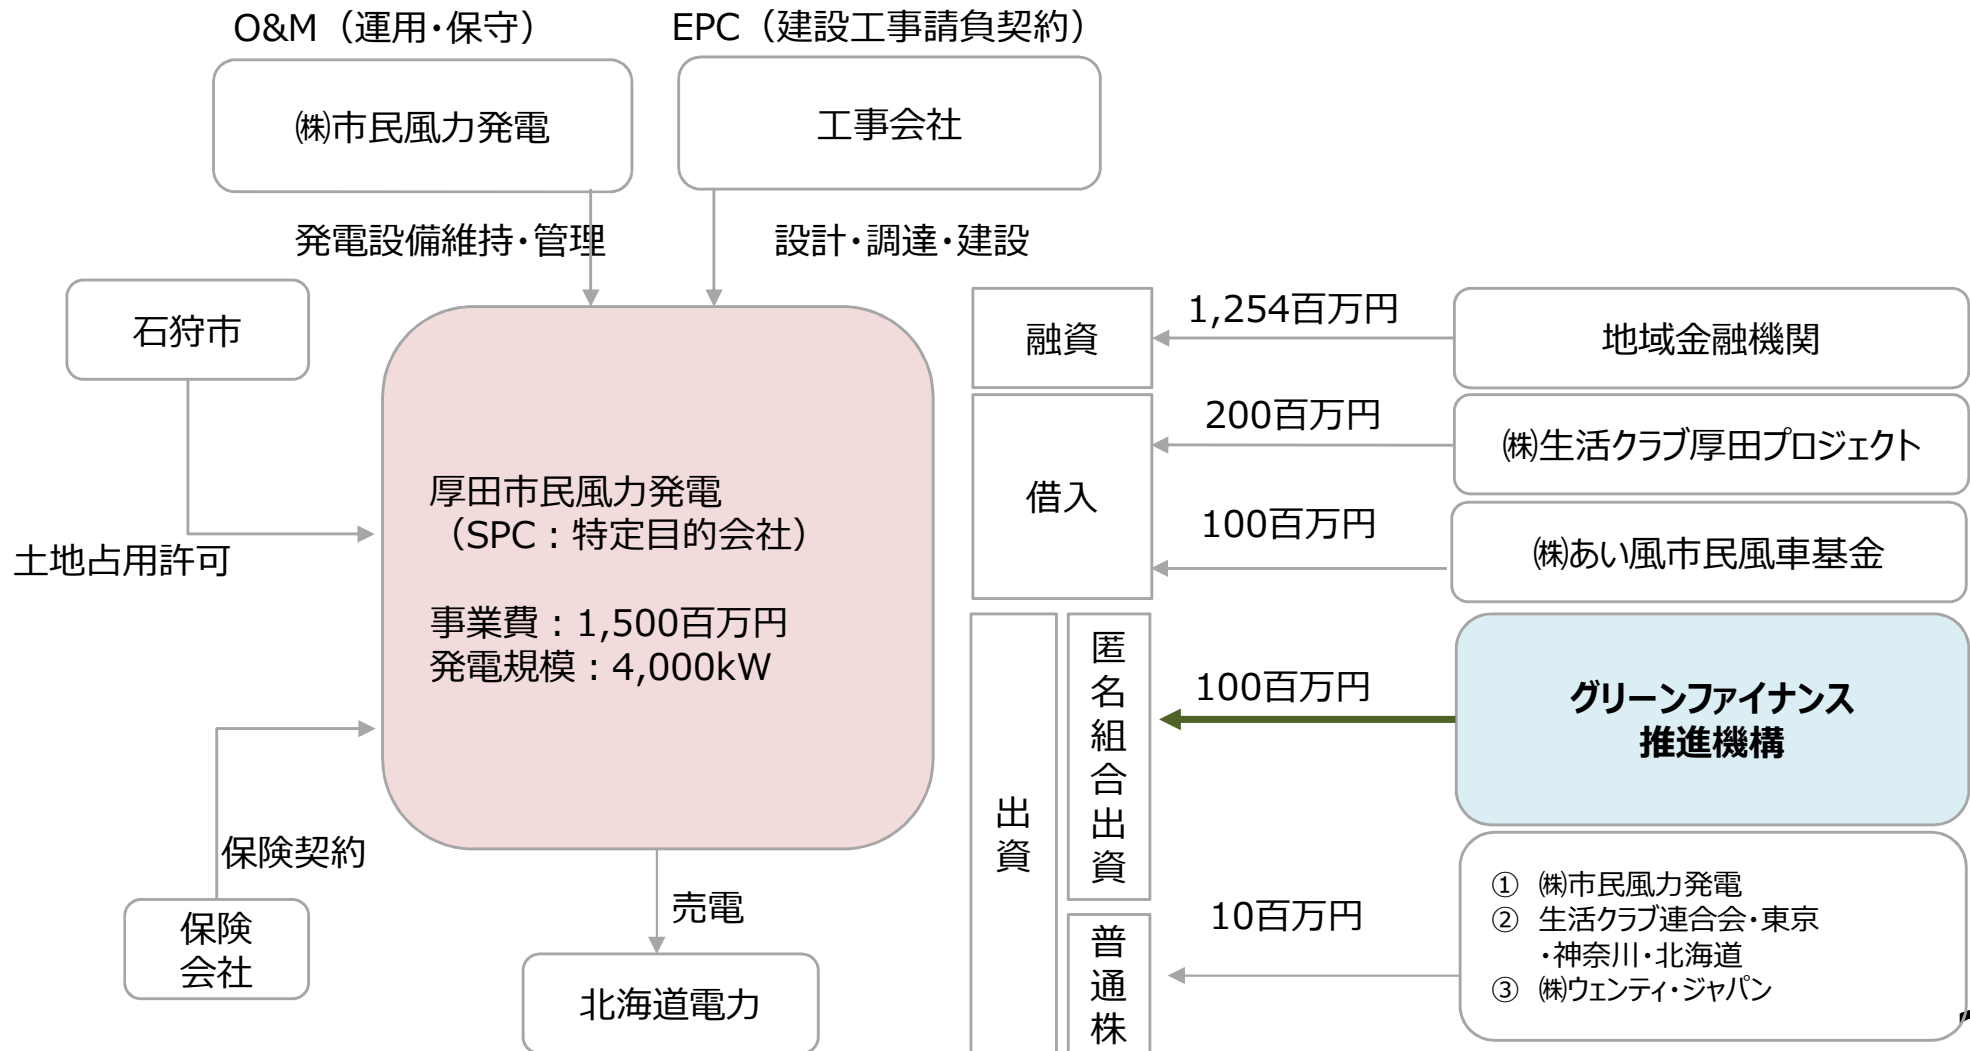 O&M（運用・保守）
EPC（建設工事請負契約）
㈱市民風力発電
工事会社
発電設備維持・管理
設計・調達・建設
石狩市
土地占用許可
厚田市民風力発電
（SPC：特定目的会社）
事業費：1,500百万円
発電規模：4,000kW
保険契約
保険
会社
売電
北海道電力
融資
1,254百万円
地域金融機関
借入
200百万円
㈱生活クラブ厚田プロジェクト
100百万円
㈱あい風市民風車基金
出資
匿名組合出資
100百万円
グリーンファイナンス
推進機構
普通株
10百万円
① ㈱市民風力発電
② 生活クラブ連合会・東京
・神奈川・北海道
③ ㈱ウェンティ・ジャパン